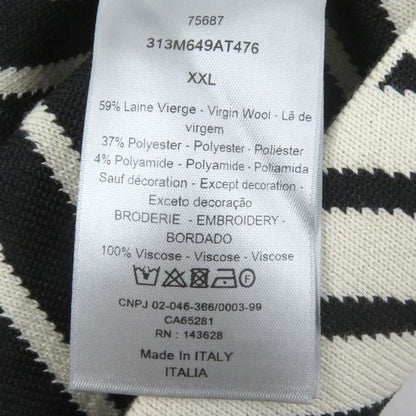 75687
313M649AT476
XXL
59% Laine Vierge - Virgin Wool - Lã de
virgem
37% Polyester - Polyester - Poliéster
4% Polyamide - Polyamide - Poliamida
Sauf décoration - Except decoration -
Exceto decoração
BRODERIE - EMBROIDERY -
BORDADO
100% Viscose - Viscose - Viscose
CNPJ 02-046-386/0003-99
CA65281
RN : 143628
Made In ITALY
ITALIA